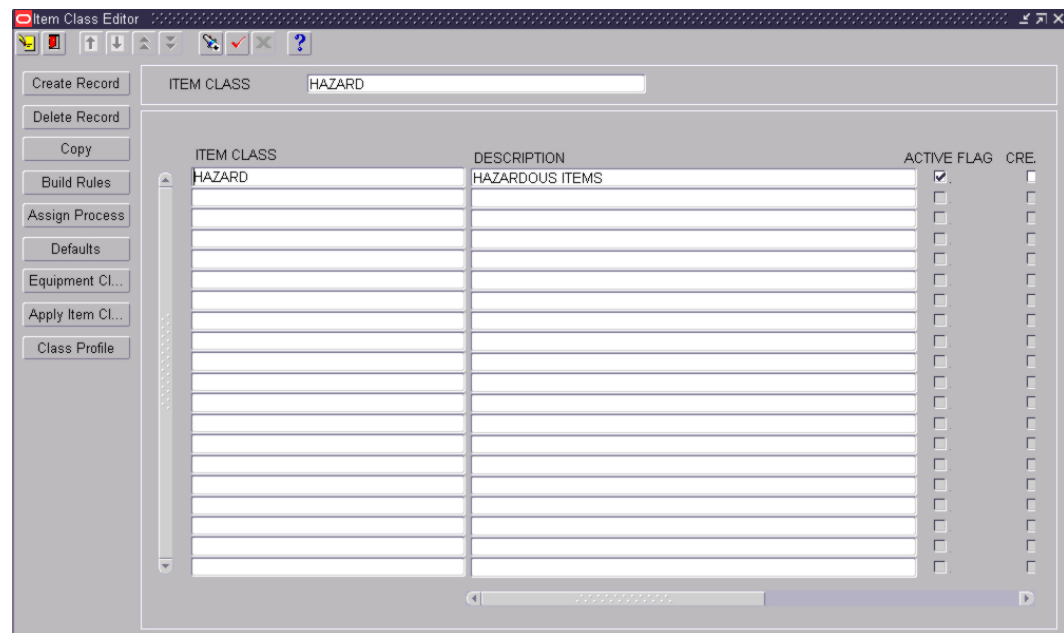 Item Class Editor
?
Create Record
ITEM CLASS HAZARD
Delete Record
Copy
ITEM CLASS DESCRIPTION ACTIVE FLAG CRE.
HAZARD HAZARDOUS ITEMS
Build Rules
Assign Process
Defaults
Equipment Cl...
Apply Item Cl...
Class Profile